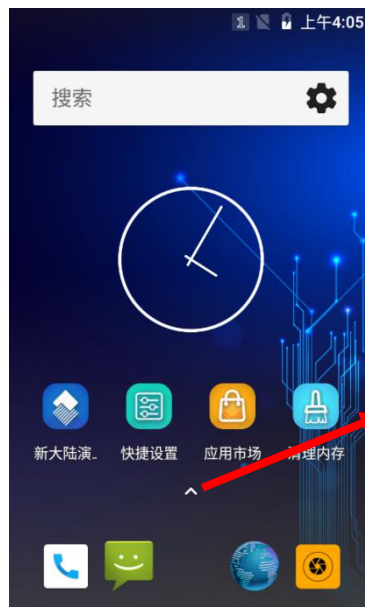 1 上午4:05
搜索
新大陆演..
快捷设置
应用市场
清理内存